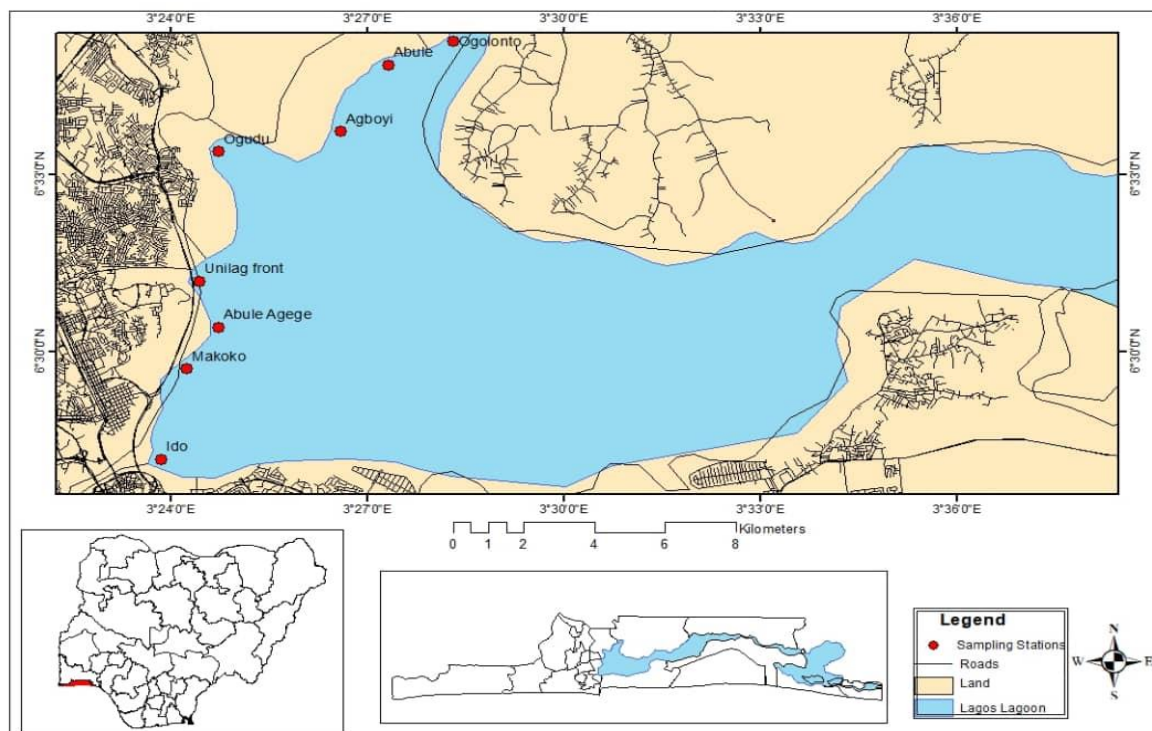 3°24'0"E 3°27'0"E 3°30'0"E 3°33'0"E 3°36'0"E
Ogolonto
Abule
Agboyi
Ogudu
6°33'0"N 6°33'0"N
Unilag front
Abule Agege
6°30'0"N 6°30'0"N
Makoko
Ido
3°24'0"E 3°27'0"E 3°30'0"E 3°33'0"E 3°36'0"E
Kilometers
0 1 2 4 6 8
Legend
Sampling Stations
Roads
Land
Lagos Lagoon
N
W E
S